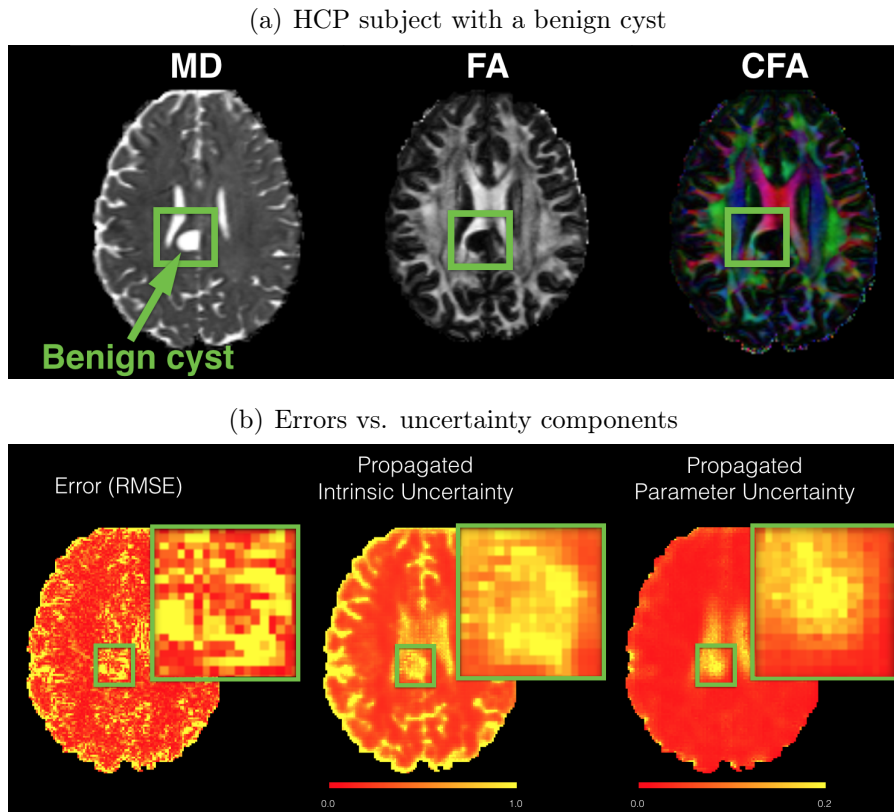 (a) HCP subject with a benign cyst
MD
FA
CFA
Benign cyst
(b) Errors vs. uncertainty components
Error (RMSE)
Propagated
Intrinsic Uncertainty
Propagated
Parameter Uncertainty
0.0
1.0
0.0
0.2